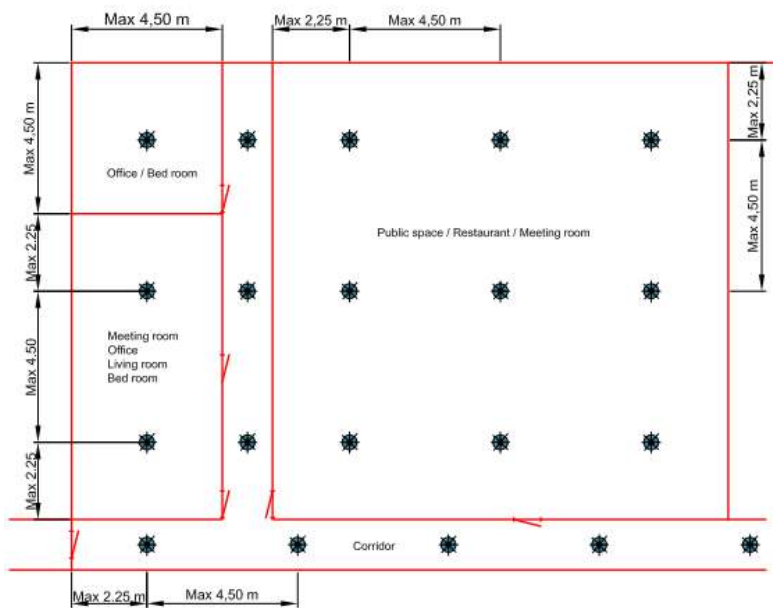 Max 4,50 m
Max 2,25 m
Max 4,50 m
Max 4,50 m
Max 2,25 m
Office / Bed room
Max 4,50 m
Public space / Restaurant / Meeting room
Max 2.25
Max 4.50
Meeting room
Office
Living room
Bed room
Max 2.25
Corridor
Max 2.25 m
Max 4,50 m